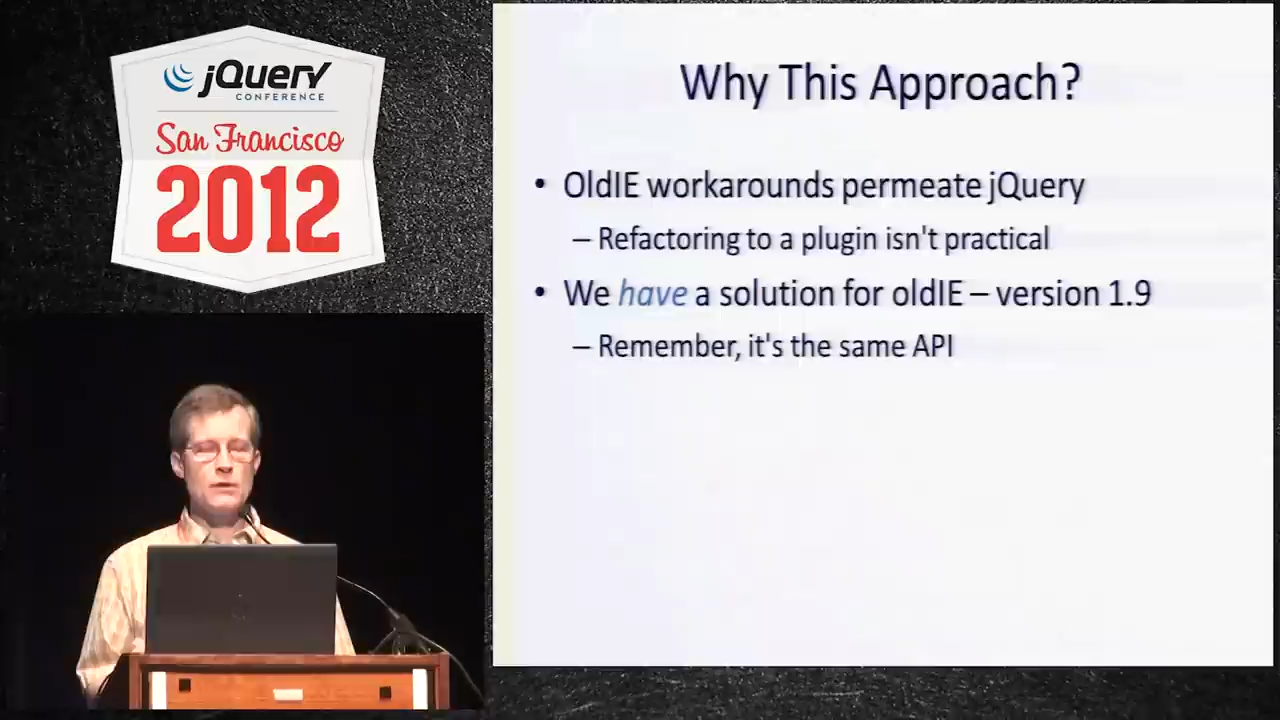 jQuery
CONFERENCE
San Francisco
2012
Why This Approach?
• OldIE workarounds permeate jQuery
– Refactoring to a plugin isn't practical
• We have a solution for oldIE – version 1.9
– Remember, it's the same API